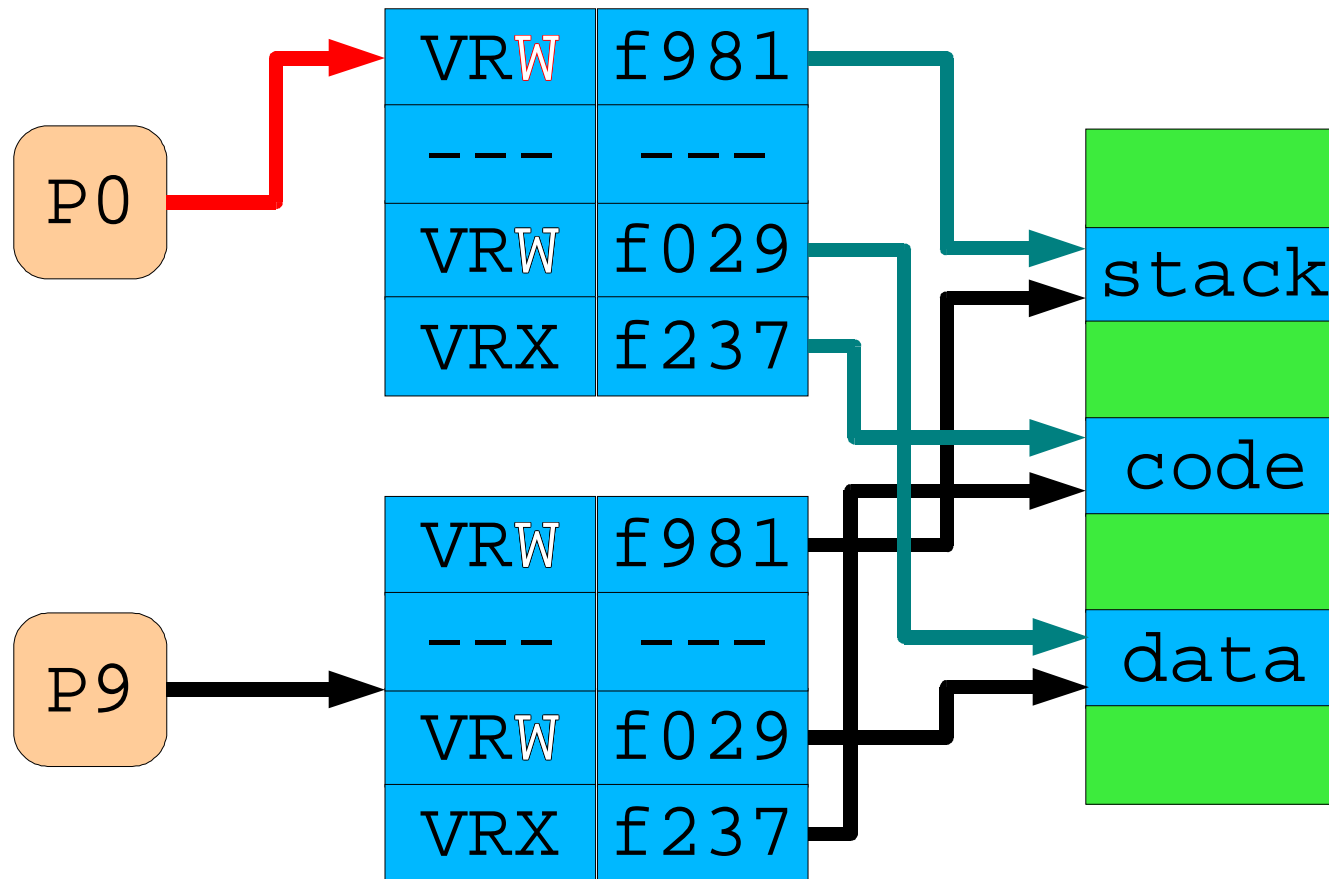 P0
VRW f981
--- ---
VRW f029
VRX f237
P9
VRW f981
--- ---
VRW f029
VRX f237
stack
code
data